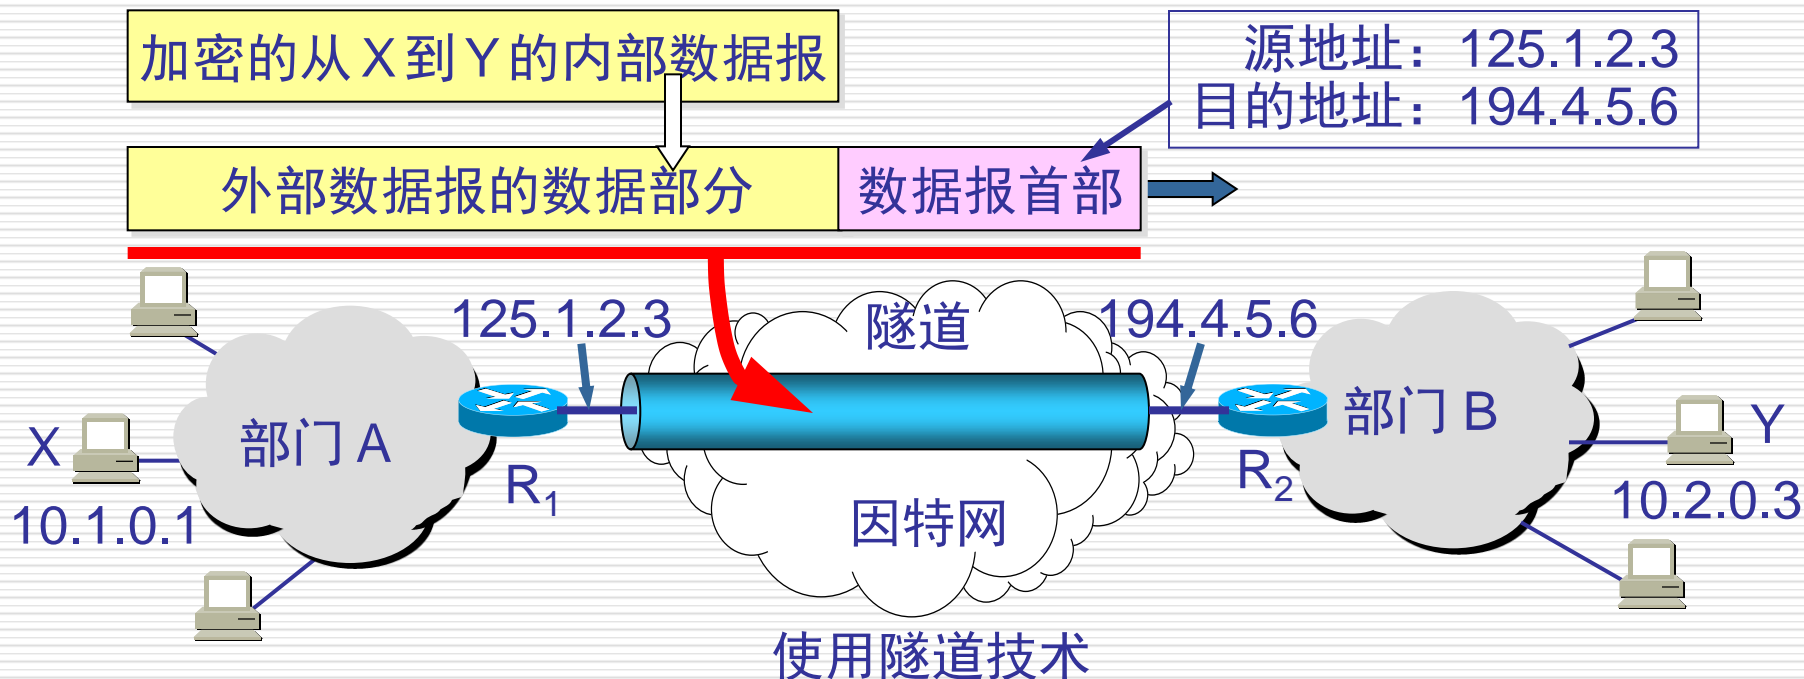 加密的从 X 到 Y 的内部数据报
源地址：125.1.2.3
目的地址：194.4.5.6
外部数据报的数据部分
数据报首部
125.1.2.3
隧道
194.4.5.6
部门 A
部门 B
X
Y
R1
R2
10.1.0.1
10.2.0.3
因特网
使用隧道技术